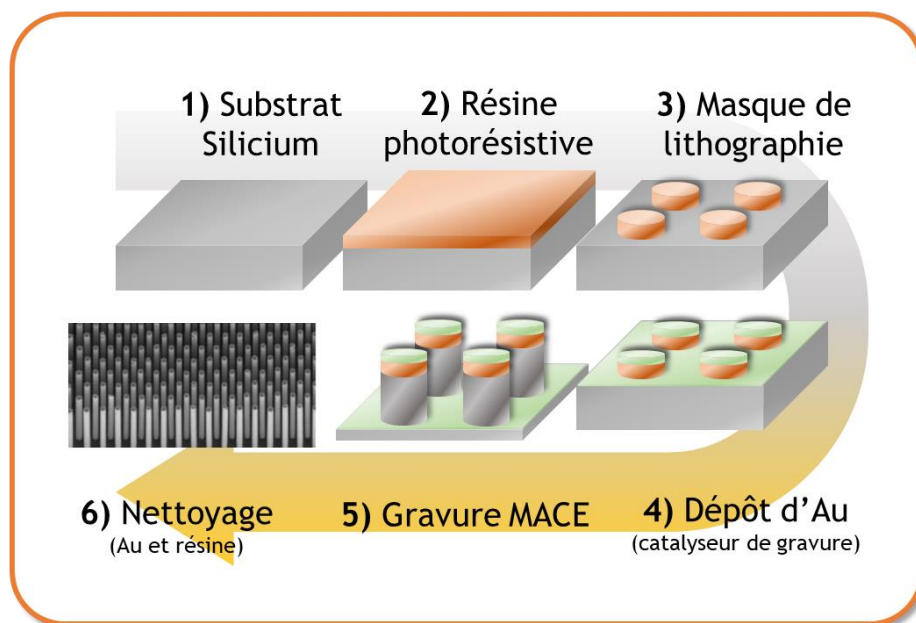 1) Substrat
Silicium
2) Résine
photorésistive
3) Masque de
lithographie
4) Dépôt d’Au
(catalyseur de gravure)
5) Gravure MACE
6) Nettoyage
(Au et résine)